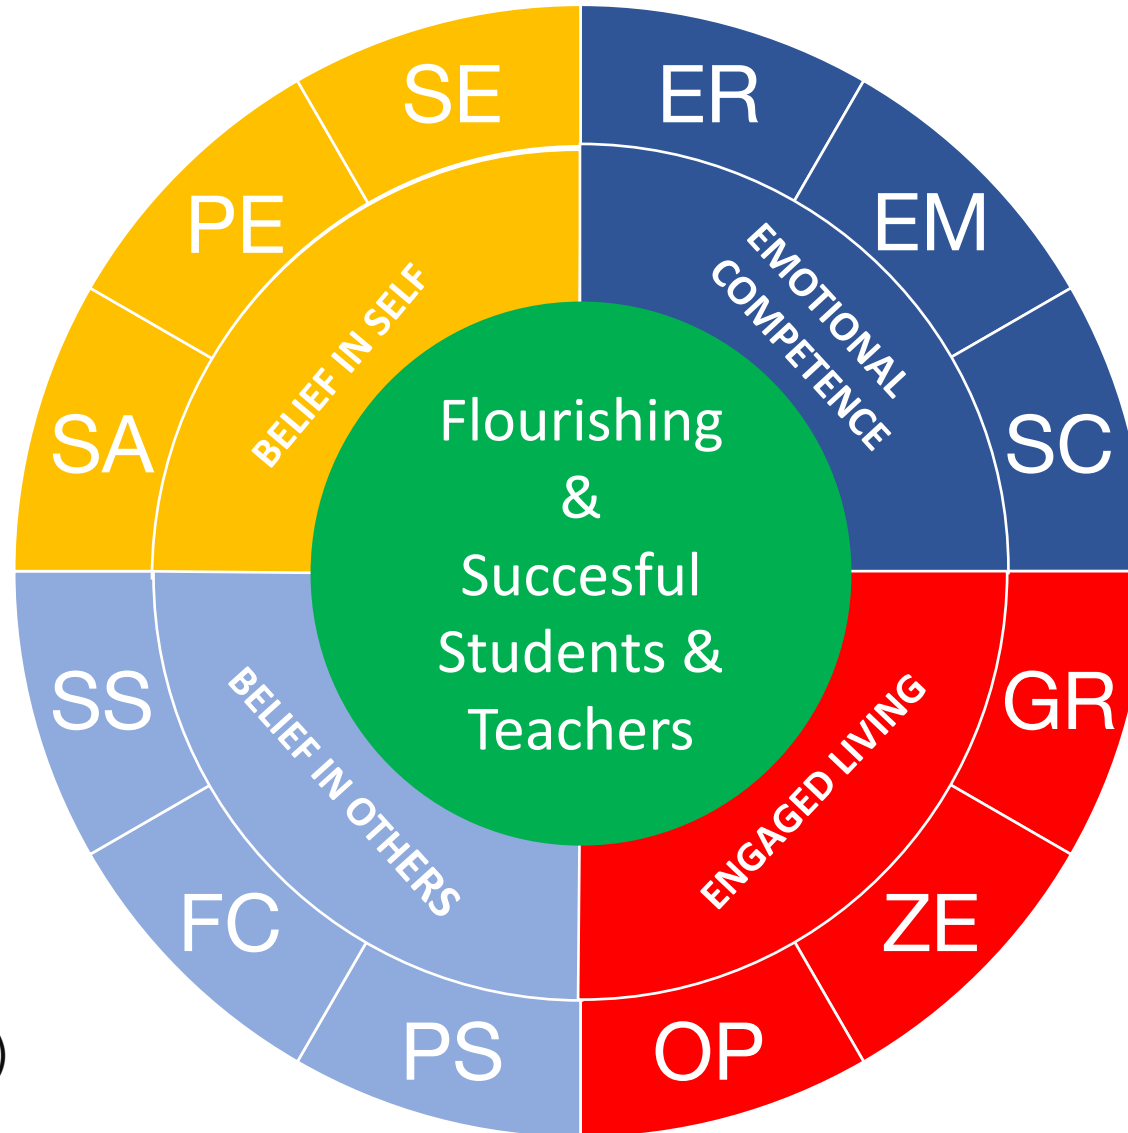 SE
ER
PE
EM
SA
SC
BELIEF IN SELF
EMOTIONAL
COMPETENCE
Flourishing
&
Succesful
Students &
Teachers
SS
GR
BELIEF IN OTHERS
ENGAGED LIVING
FC
ZE
PS
OP
)